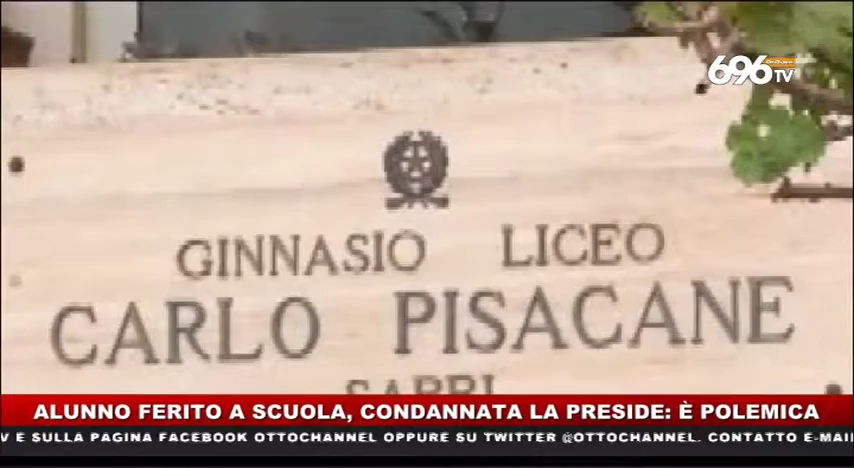 696 TV
GINNASIO LICEO
CARLO PISACANE
SAPRI
ALUNNO FERITO A SCUOLA, CONDANNATA LA PRESIDE: È POLEMICA
V E SULLA PAGINA FACEBOOK OTTOCHANNEL OPPURE SU TWITTER @OTTOCHANNEL. CONTATTO E-MAI